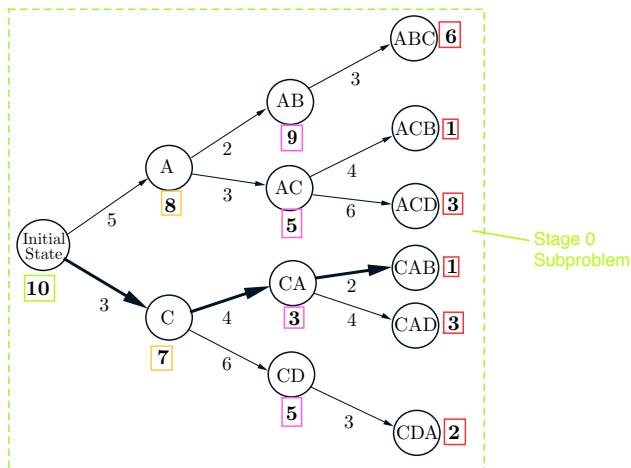 ABC 6
3
AB
9
2
ACB 1
4
A
8
3
AC
5
6
ACD 3
5
Initial
State
10
Stage 0
Subproblem
3
C
7
4
CA
3
2
CAB 1
4
CAD 3
6
CD
5
3
CDA 2